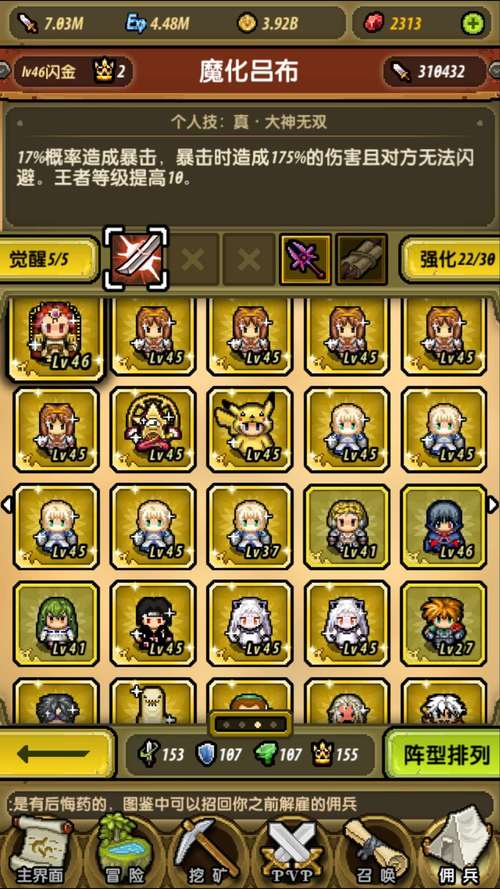 7.03M Exp 4.48M 3.92B 2313
lv46闪金 2 魔化吕布 310432
个人技：真·大神无双
17%概率造成暴击，暴击时造成175%的伤害且对方无法闪
避。王者等级提高10。
觉醒5/5 强化22/30
Lv46 Lv45 Lv45 Lv45 Lv45
Lv45 Lv45 Lv45 Lv45 Lv45
Lv45 Lv45 Lv37 Lv41 Lv46
Lv41 Lv45 Lv45 Lv45 Lv27
153 107 107 155 阵型排列
是有后悔药的，图鉴中可以招回你之前解雇的佣兵
主界面 冒险 挖矿 PVP 召唤 佣兵